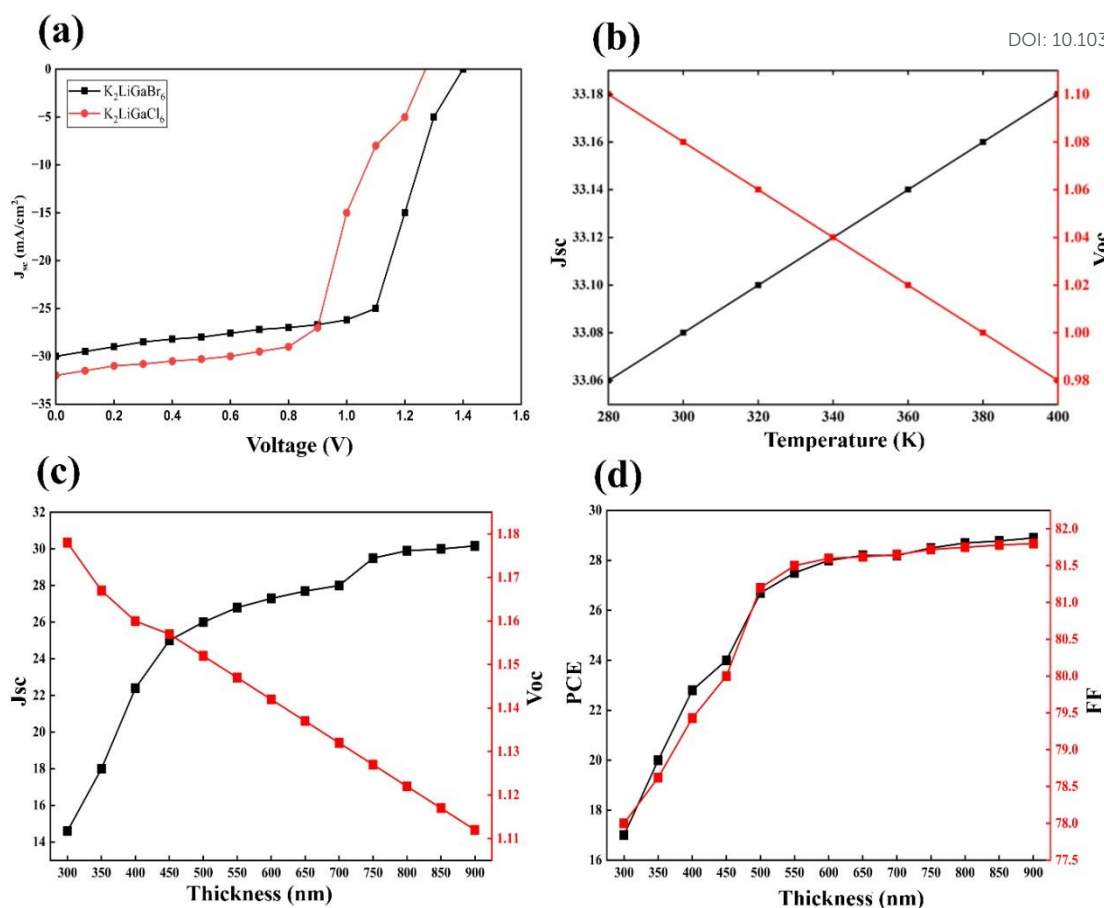 (a)
(b)
DOI: 10.103
0
−5
−10
−15
−20
−25
−30
−35
J_sc (mA/cm²)
K₂LiGaBr₆
K₂LiGaCl₆
0.0 0.2 0.4 0.6 0.8 1.0 1.2 1.4 1.6
Voltage (V)
33.18
33.16
33.14
33.12
33.10
33.08
33.06
Jsc
1.10
1.08
1.06
1.04
1.02
1.00
0.98
Voc
280 300 320 340 360 380 400
Temperature (K)
(c)
(d)
32
30
28
26
24
22
20
18
16
14
Jsc
1.18
1.17
1.16
1.15
1.14
1.13
1.12
1.11
Voc
300 350 400 450 500 550 600 650 700 750 800 850 900
Thickness (nm)
30
28
26
24
22
20
18
16
PCE
82.0
81.5
81.0
80.5
80.0
79.5
79.0
78.5
78.0
77.5
FF
300 350 400 450 500 550 600 650 700 750 800 850 900
Thickness (nm)